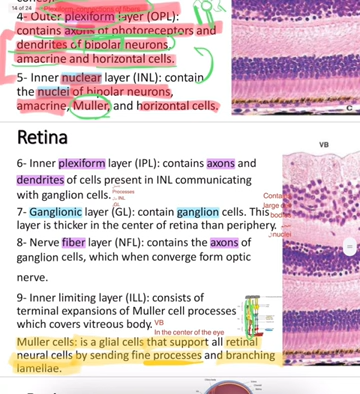 14 of 24
4- Outer plexiform layer (OPL):
contains axons of photoreceptors and
dendrites of bipolar neurons,
amacrine and horizontal cells.
5- Inner nuclear layer (INL): contain
the nuclei of bipolar neurons,
amacrine, Muller, and horizontal cells.
C
Retina
VB
6- Inner plexiform layer (IPL): contains axons and
dendrites of cells present in INL communicating
with ganglion cells.
Processes
INL
GL
7- Ganglionic layer (GL): contain ganglion cells. This
layer is thicker in the center of retina than periphery.
large
nuclei
8- Nerve fiber layer (NFL): contains the axons of
ganglion cells, which when converge form optic
nerve.
9- Inner limiting layer (ILL): consists of
terminal expansions of Muller cell processes
which covers vitreous body. VB
In the center of the eye
Muller cells: is a glial cells that support all retinal
neural cells by sending fine processes and branching
lamellae.